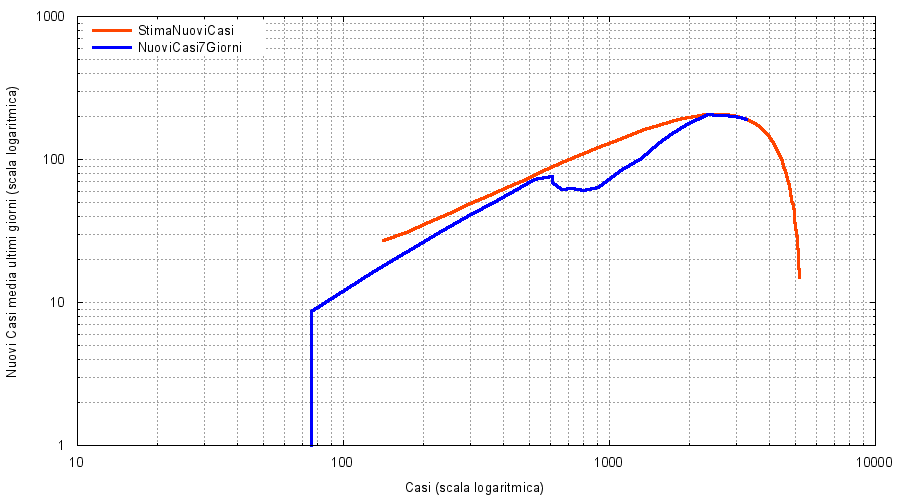 1000
StimaNuoviCasi
NuoviCasi7Giorni
100
10
1
Nuovi Casi media ultimi giorni (scala logaritmica)
10
100
1000
10000
Casi (scala logaritmica)